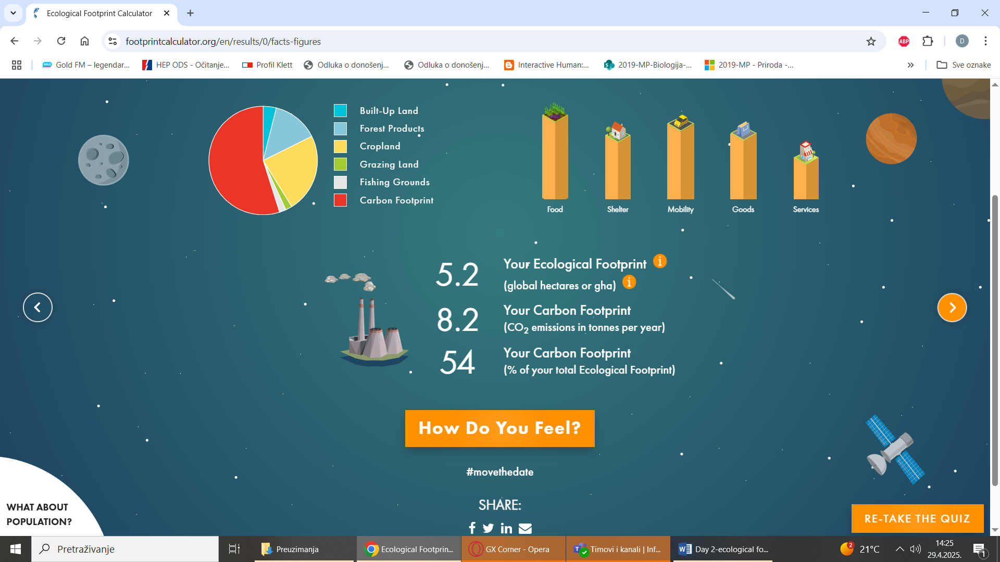 Ecological Footprint Calculator
footprintcalculator.org/en/results/0/facts-figures
ABP
D
GOLD
Gold FM – legendar...
HEP ODS - Očitanje...
Profil Klett
Odluka o donošenj...
Odluka o donošenj...
Interactive Human:...
2019-MP-Biologija-...
2019-MP - Priroda -...
Sve oznake
Built-Up Land
Forest Products
Cropland
Grazing Land
Fishing Grounds
Carbon Footprint
Food
Shelter
Mobility
Goods
Services
5.2
Your Ecological Footprint i
(global hectares or gha) i
8.2
Your Carbon Footprint
(CO2 emissions in tonnes per year)
54
Your Carbon Footprint
(% of your total Ecological Footprint)
How Do You Feel?
#movethedate
SHARE:
WHAT ABOUT
POPULATION?
RE-TAKE THE QUIZ
Pretraživanje
Preuzimanja
Ecological Footprin...
GX Corner - Opera
Timovi i kanali | Inf...
Day 2-ecological fo...
2
21°C
14:25
29.4.2025.
1